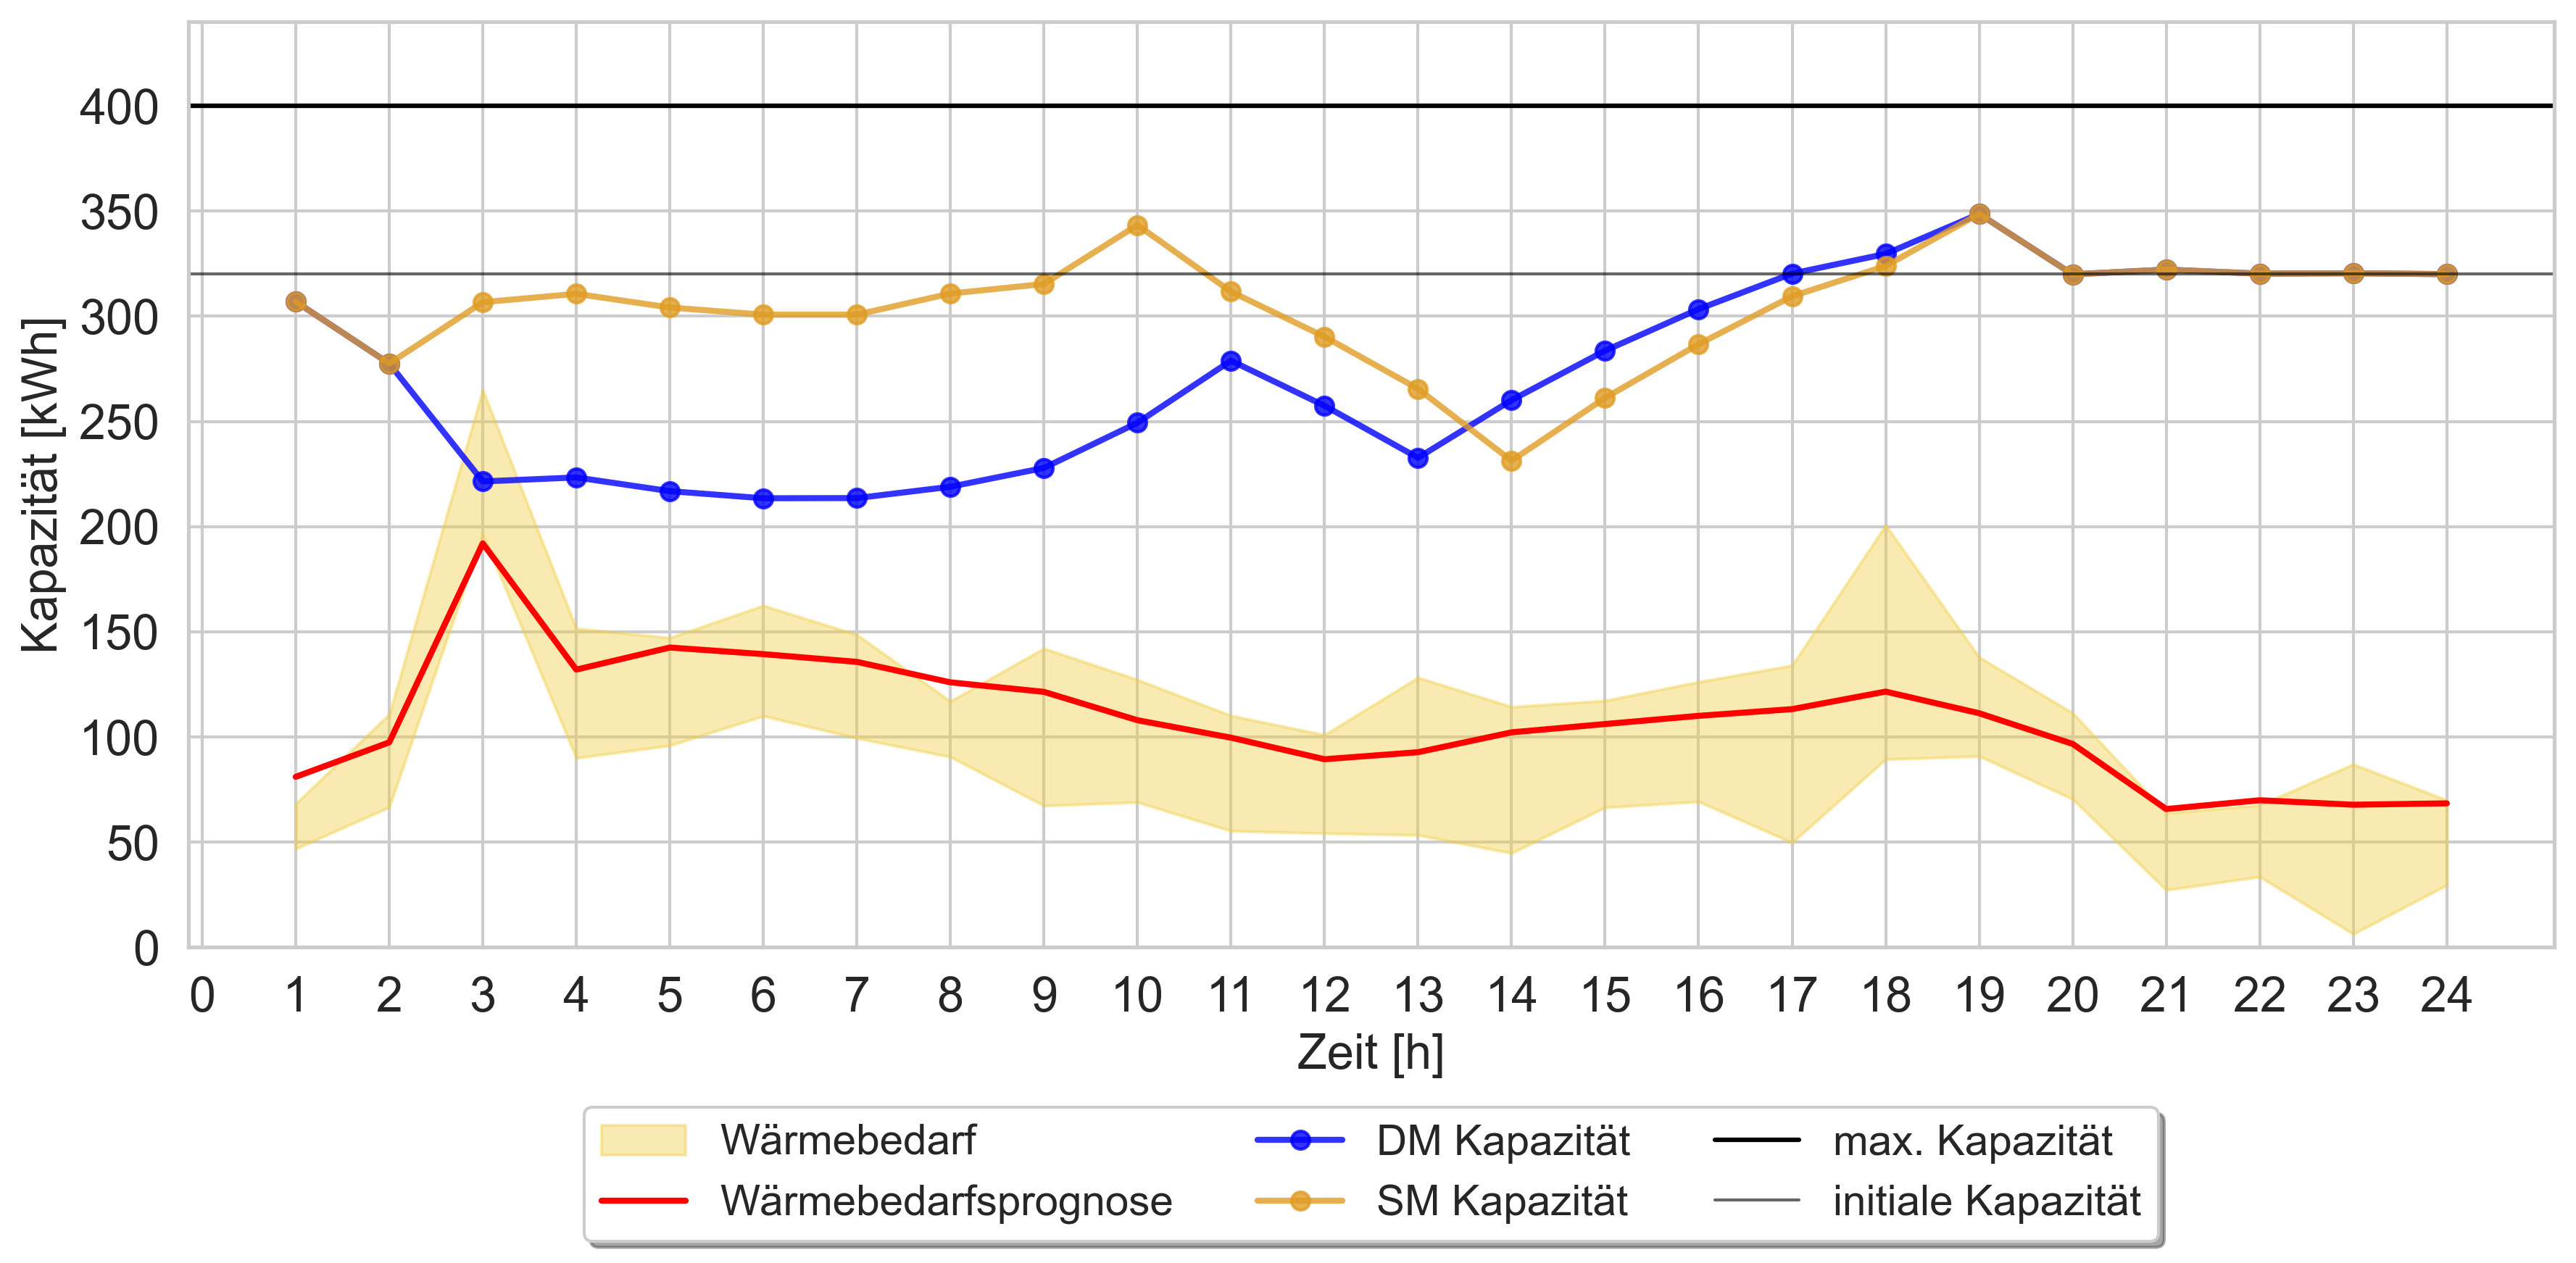 Kapazität [kWh]
400
350
300
250
200
150
100
50
0
0 1 2 3 4 5 6 7 8 9 10 11 12 13 14 15 16 17 18 19 20 21 22 23 24
Zeit [h]
Wärmebedarf DM Kapazität max. Kapazität
Wärmebedarfsprognose SM Kapazität initiale Kapazität